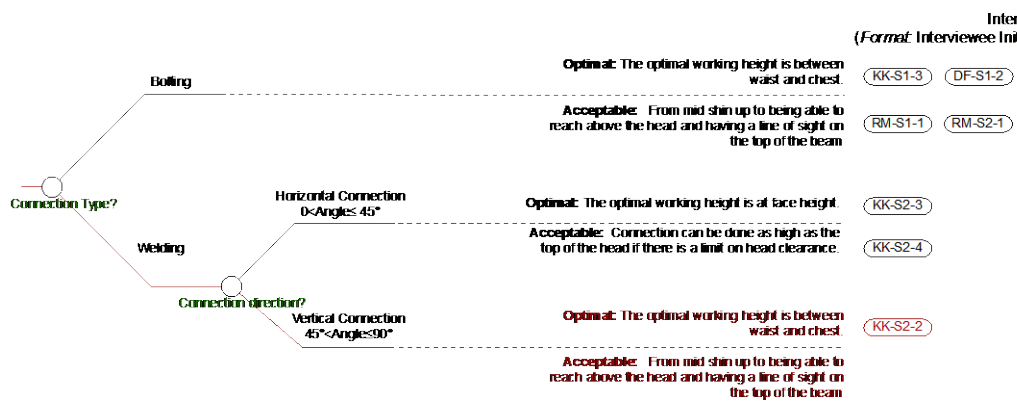 Inter
(Format: Interviewee Init
Bolting
Optimal: The optimal working height is between
waist and chest.
KK-S1-3 DF-S1-2
Acceptable: From mid shin up to being able to
reach above the head and having a line of sight on
the top of the beam
RM-S1-1 RM-S2-1
Connection Type?
Horizontal Connection
0<Angle≤ 45°
Optimal: The optimal working height is at face height.
KK-S2-3
Welding
Acceptable: Connection can be done as high as the
top of the head if there is a limit on head clearance.
KK-S2-4
Connection direction?
Vertical Connection
45°<Angle≤90°
Optimal: The optimal working height is between
waist and chest.
KK-S2-2
Acceptable: From mid shin up to being able to
reach above the head and having a line of sight on
the top of the beam